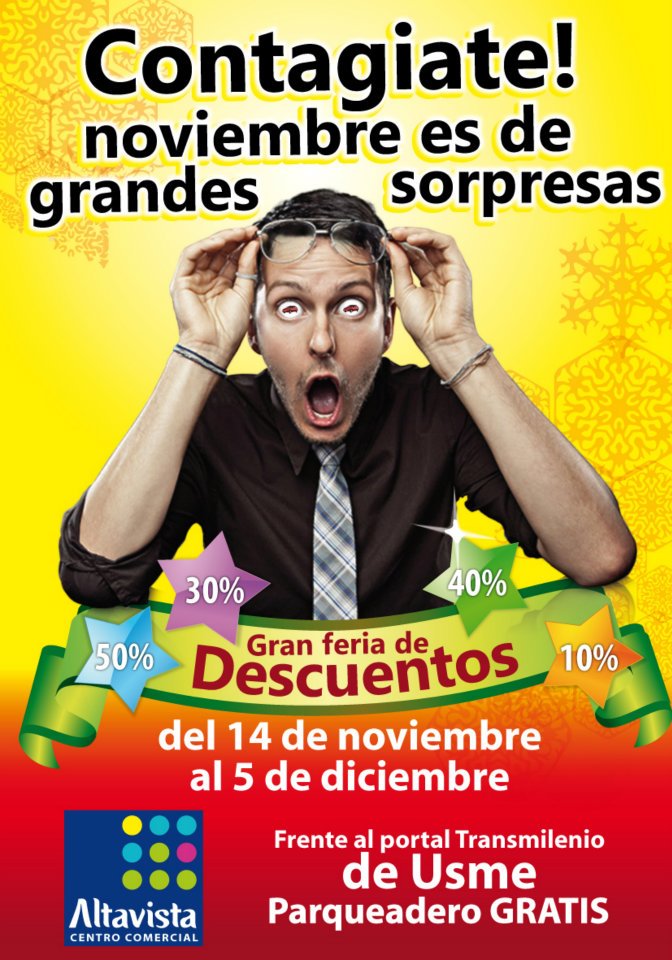 Contagiate!
noviembre es de
grandes sorpresas
30%
40%
50%
Gran feria de
Descuentos
10%
del 14 de noviembre
al 5 de diciembre
Frente al portal Transmilenio
de Usme
Parqueadero GRATIS
Altavista
CENTRO COMERCIAL